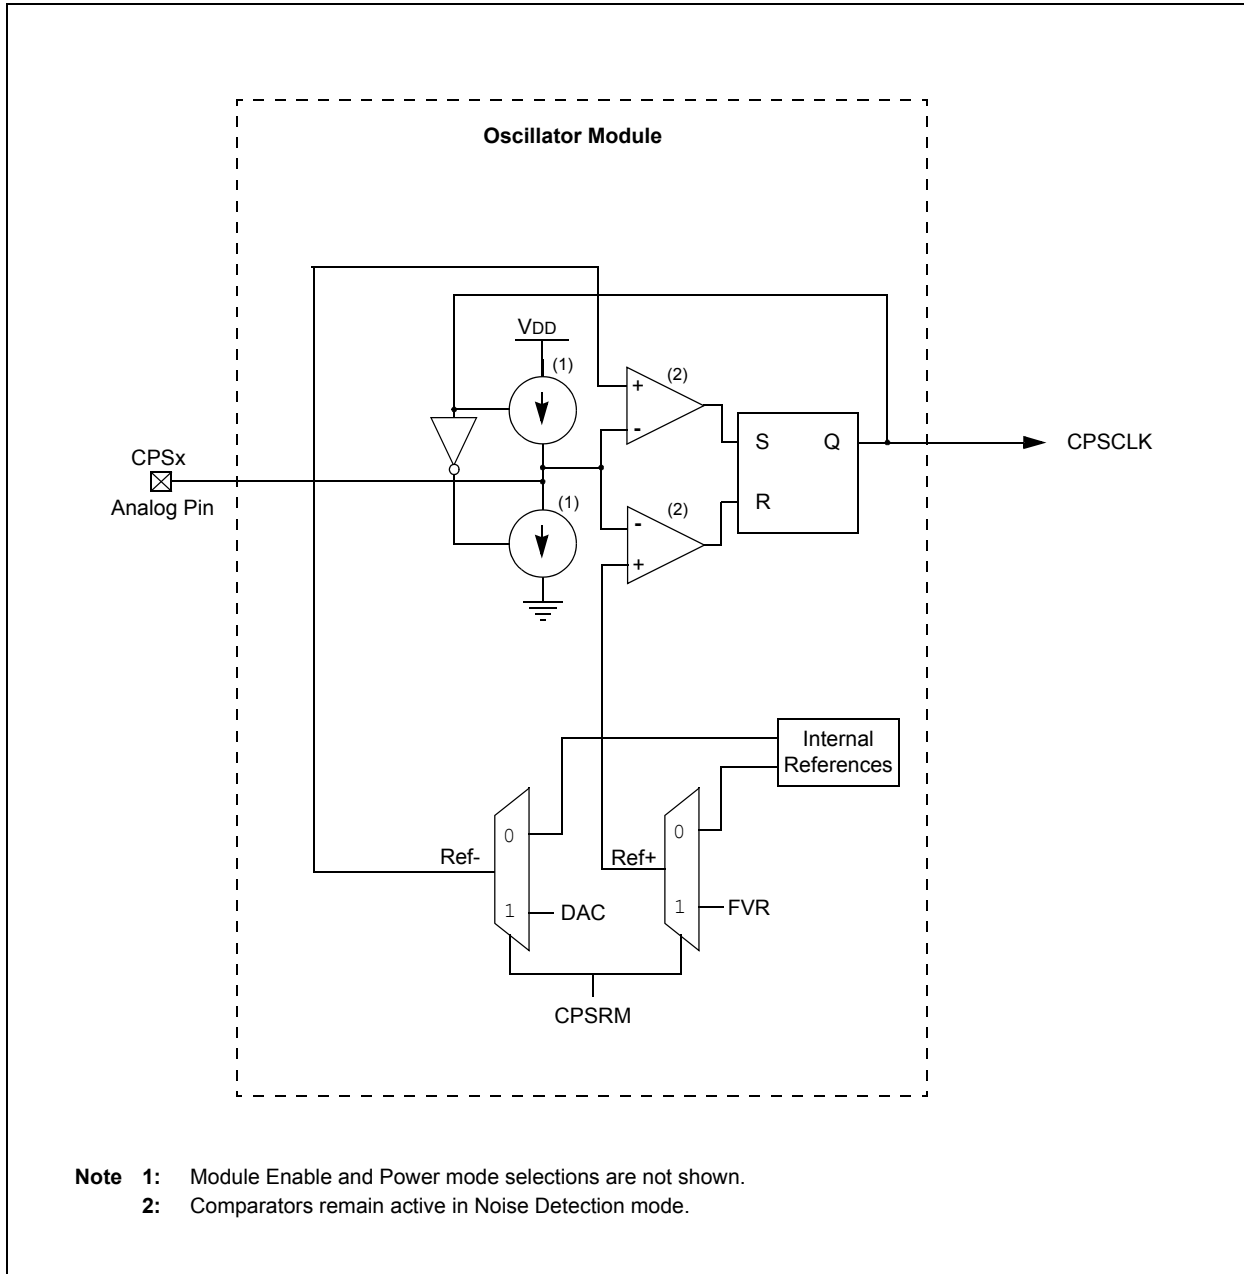 Oscillator Module
VDD
(1)
(2)
+
-
S Q
CPSCLK
CPSx
Analog Pin
(1)
(2)
R
-
+
Internal
References
0
0
Ref-
Ref+
1
DAC
1
FVR
CPSRM
Note 1: Module Enable and Power mode selections are not shown.
2: Comparators remain active in Noise Detection mode.